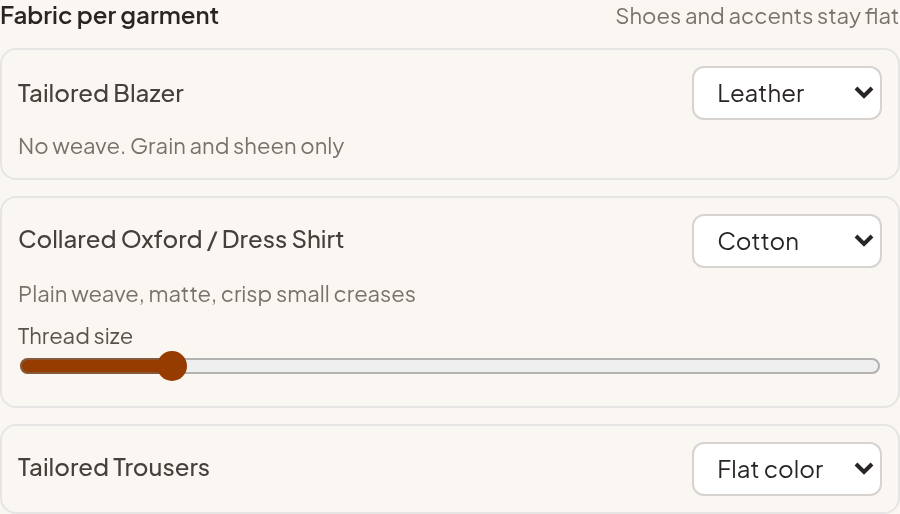 Fabric per garment
Shoes and accents stay flat
Tailored Blazer
Leather
No weave. Grain and sheen only
Collared Oxford / Dress Shirt
Cotton
Plain weave, matte, crisp small creases
Thread size
Tailored Trousers
Flat color